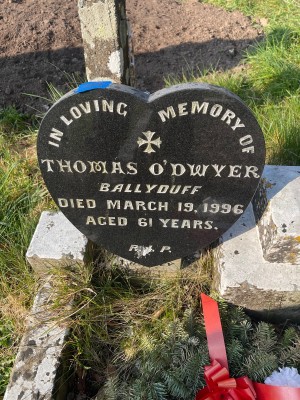 IN LOVING MEMORY OF
THOMAS O'DWYER
BALLYDUFF
DIED MARCH 19, 1996
AGED 61 YEARS.
R.I.P.